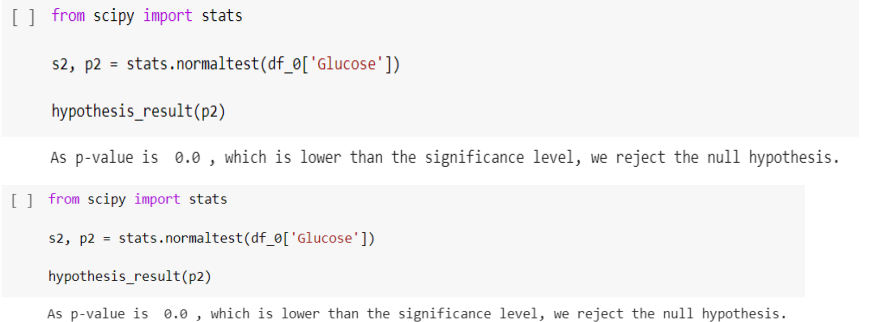 [ ] from scipy import stats
s2, p2 = stats.normaltest(df_0['Glucose'])
hypothesis_result(p2)
As p-value is  0.0 , which is lower than the significance level, we reject the null hypothesis.
[ ] from scipy import stats
s2, p2 = stats.normaltest(df_0['Glucose'])
hypothesis_result(p2)
As p-value is  0.0 , which is lower than the significance level, we reject the null hypothesis.